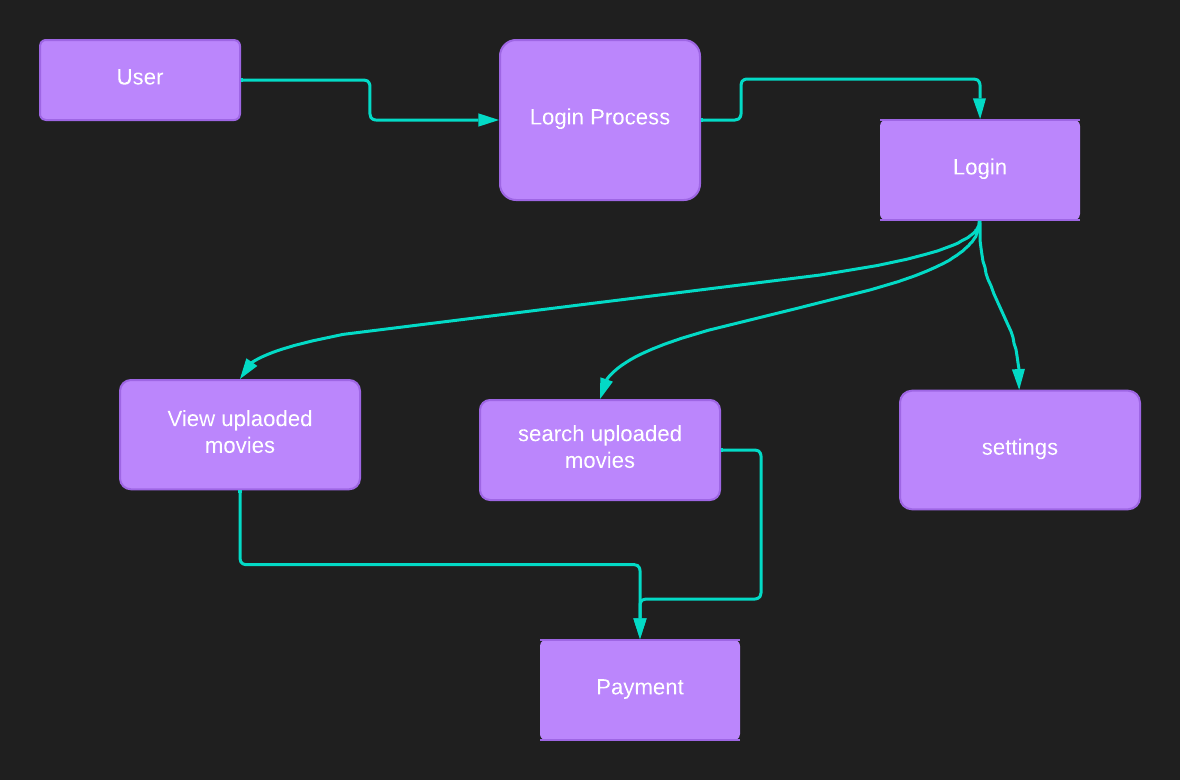 User
Login Process
Login
View uplaoded
movies
search uploaded
movies
settings
Payment